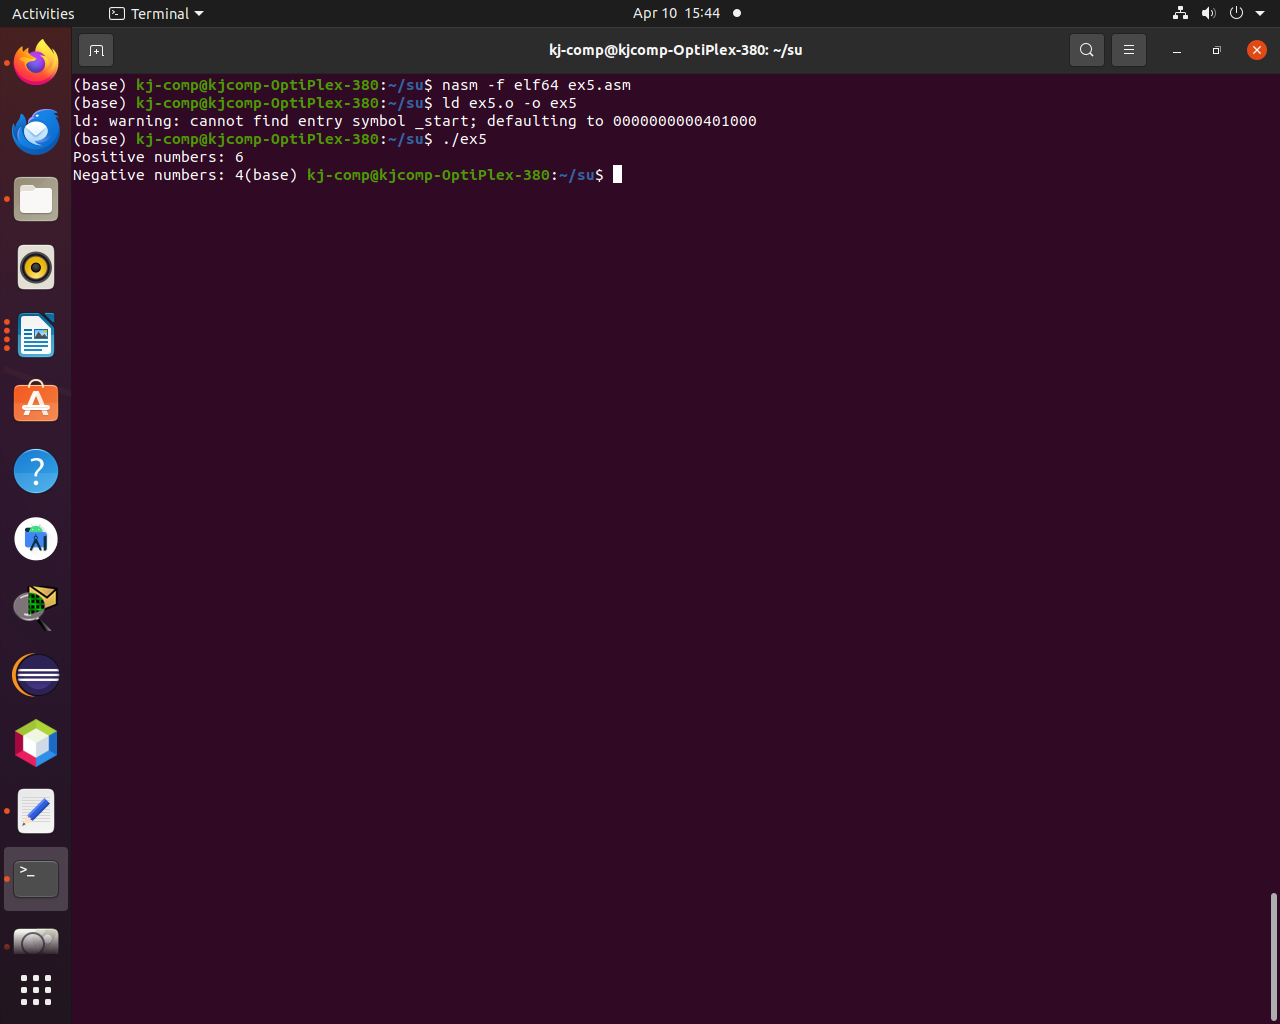 Activities Terminal Apr 10 15:44
kj-comp@kjcomp-OptiPlex-380: ~/su
(base) kj-comp@kjcomp-OptiPlex-380:~/su$ nasm -f elf64 ex5.asm
(base) kj-comp@kjcomp-OptiPlex-380:~/su$ ld ex5.o -o ex5
ld: warning: cannot find entry symbol _start; defaulting to 0000000000401000
(base) kj-comp@kjcomp-OptiPlex-380:~/su$ ./ex5
Positive numbers: 6
Negative numbers: 4(base) kj-comp@kjcomp-OptiPlex-380:~/su$